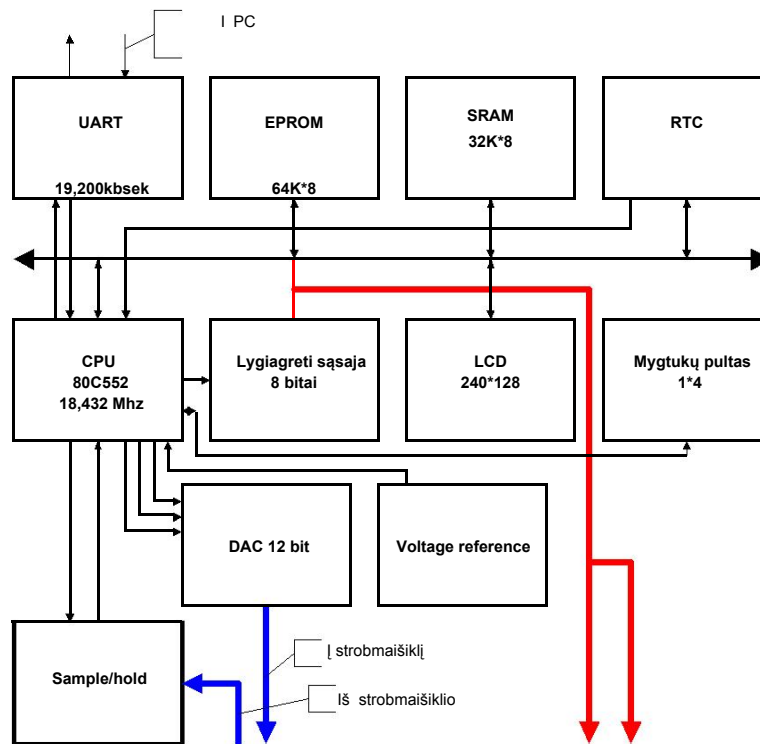 I PC
UART
19,200kbsek
EPROM
64K*8
SRAM
32K*8
RTC
CPU
80C552
18,432 Mhz
Lygiagreti sąsaja
8 bitai
LCD
240*128
Mygtukų pultas
1*4
DAC 12 bit
Voltage reference
Sample/hold
Į strobmaišiklį
Iš strobmaišiklio